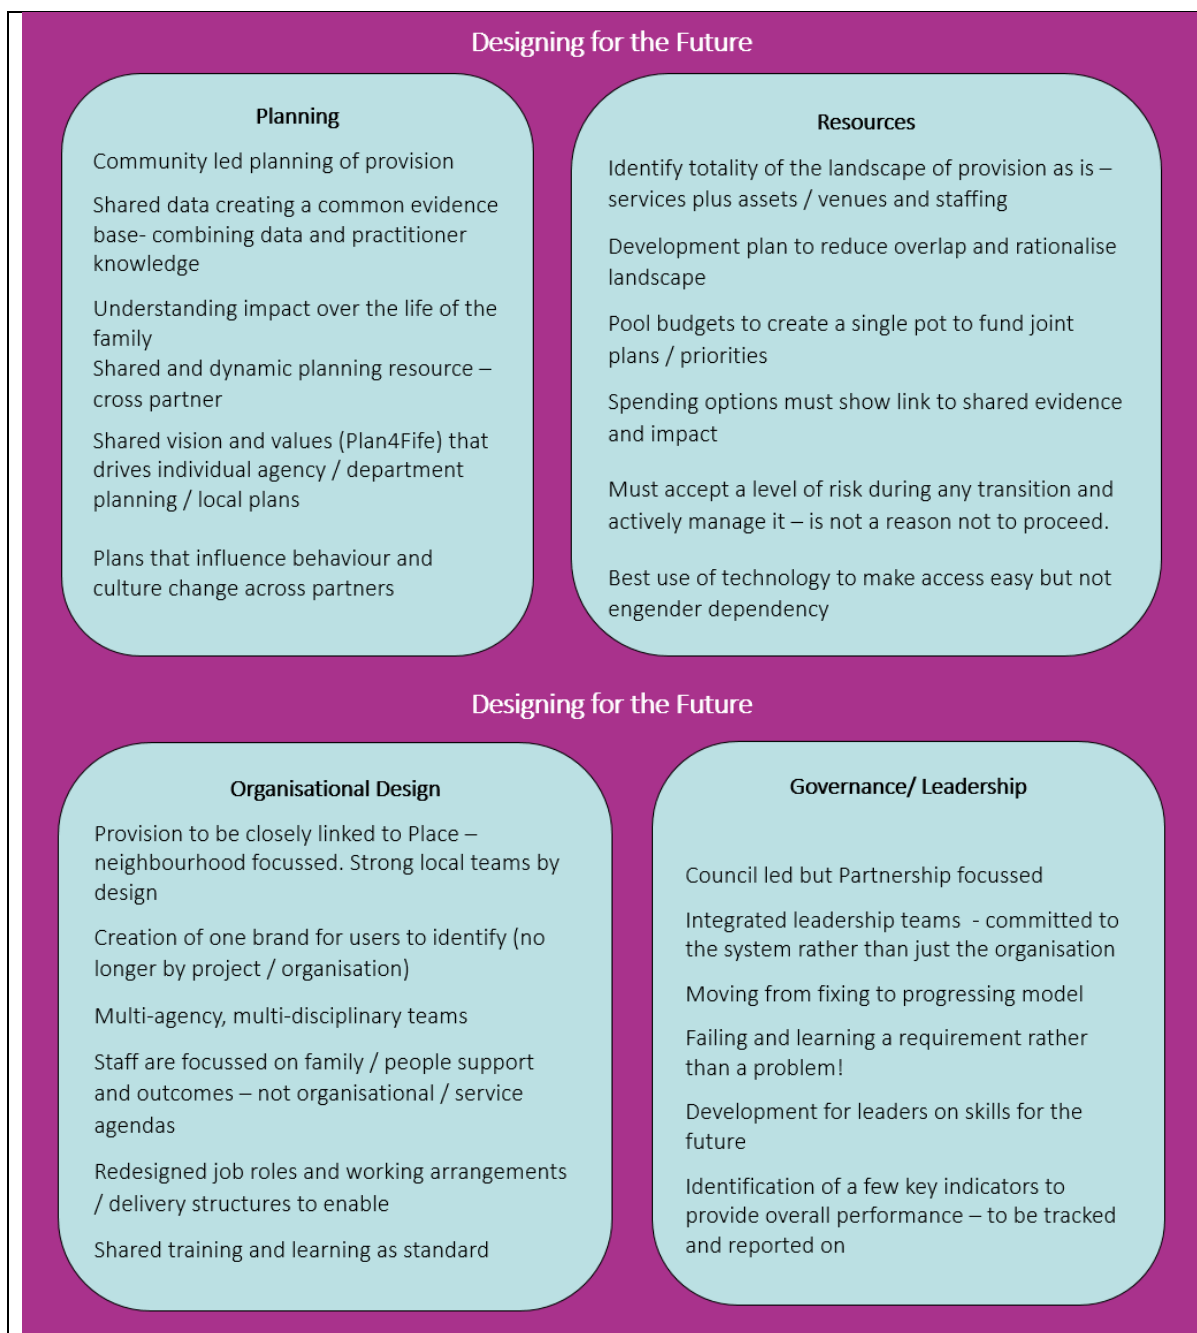 Designing for the Future
Planning
Community led planning of provision
Shared data creating a common evidence
base- combining data and practitioner
knowledge
Understanding impact over the life of the
family
Shared and dynamic planning resource –
cross partner
Shared vision and values (Plan4Fife) that
drives individual agency / department
planning / local plans
Plans that influence behaviour and
culture change across partners
Resources
Identify totality of the landscape of provision as is –
services plus assets / venues and staffing
Development plan to reduce overlap and rationalise
landscape
Pool budgets to create a single pot to fund joint
plans / priorities
Spending options must show link to shared evidence
and impact
Must accept a level of risk during any transition and
actively manage it – is not a reason not to proceed.
Best use of technology to make access easy but not
engender dependency
Designing for the Future
Organisational Design
Provision to be closely linked to Place –
neighbourhood focussed. Strong local teams by
design
Creation of one brand for users to identify (no
longer by project / organisation)
Multi-agency, multi-disciplinary teams
Staff are focussed on family / people support
and outcomes – not organisational / service
agendas
Redesigned job roles and working arrangements
/ delivery structures to enable
Shared training and learning as standard
Governance/ Leadership
Council led but Partnership focussed
Integrated leadership teams  - committed to
the system rather than just the organisation
Moving from fixing to progressing model
Failing and learning a requirement rather
than a problem!
Development for leaders on skills for the
future
Identification of a few key indicators to
provide overall performance – to be tracked
and reported on